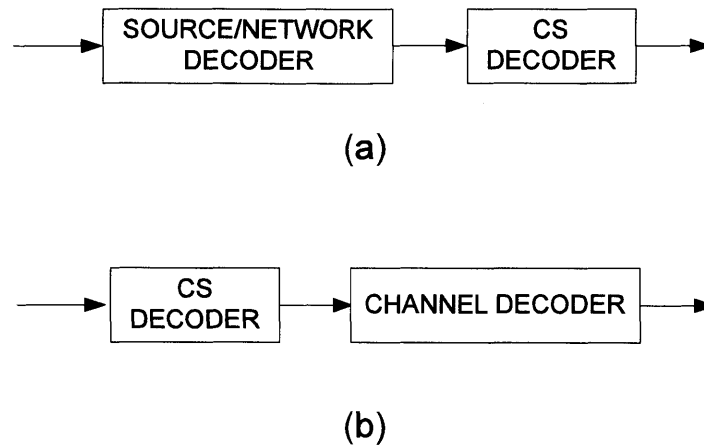 SOURCE/NETWORK
DECODER
CS
DECODER
(a)
CS
DECODER
CHANNEL DECODER
(b)